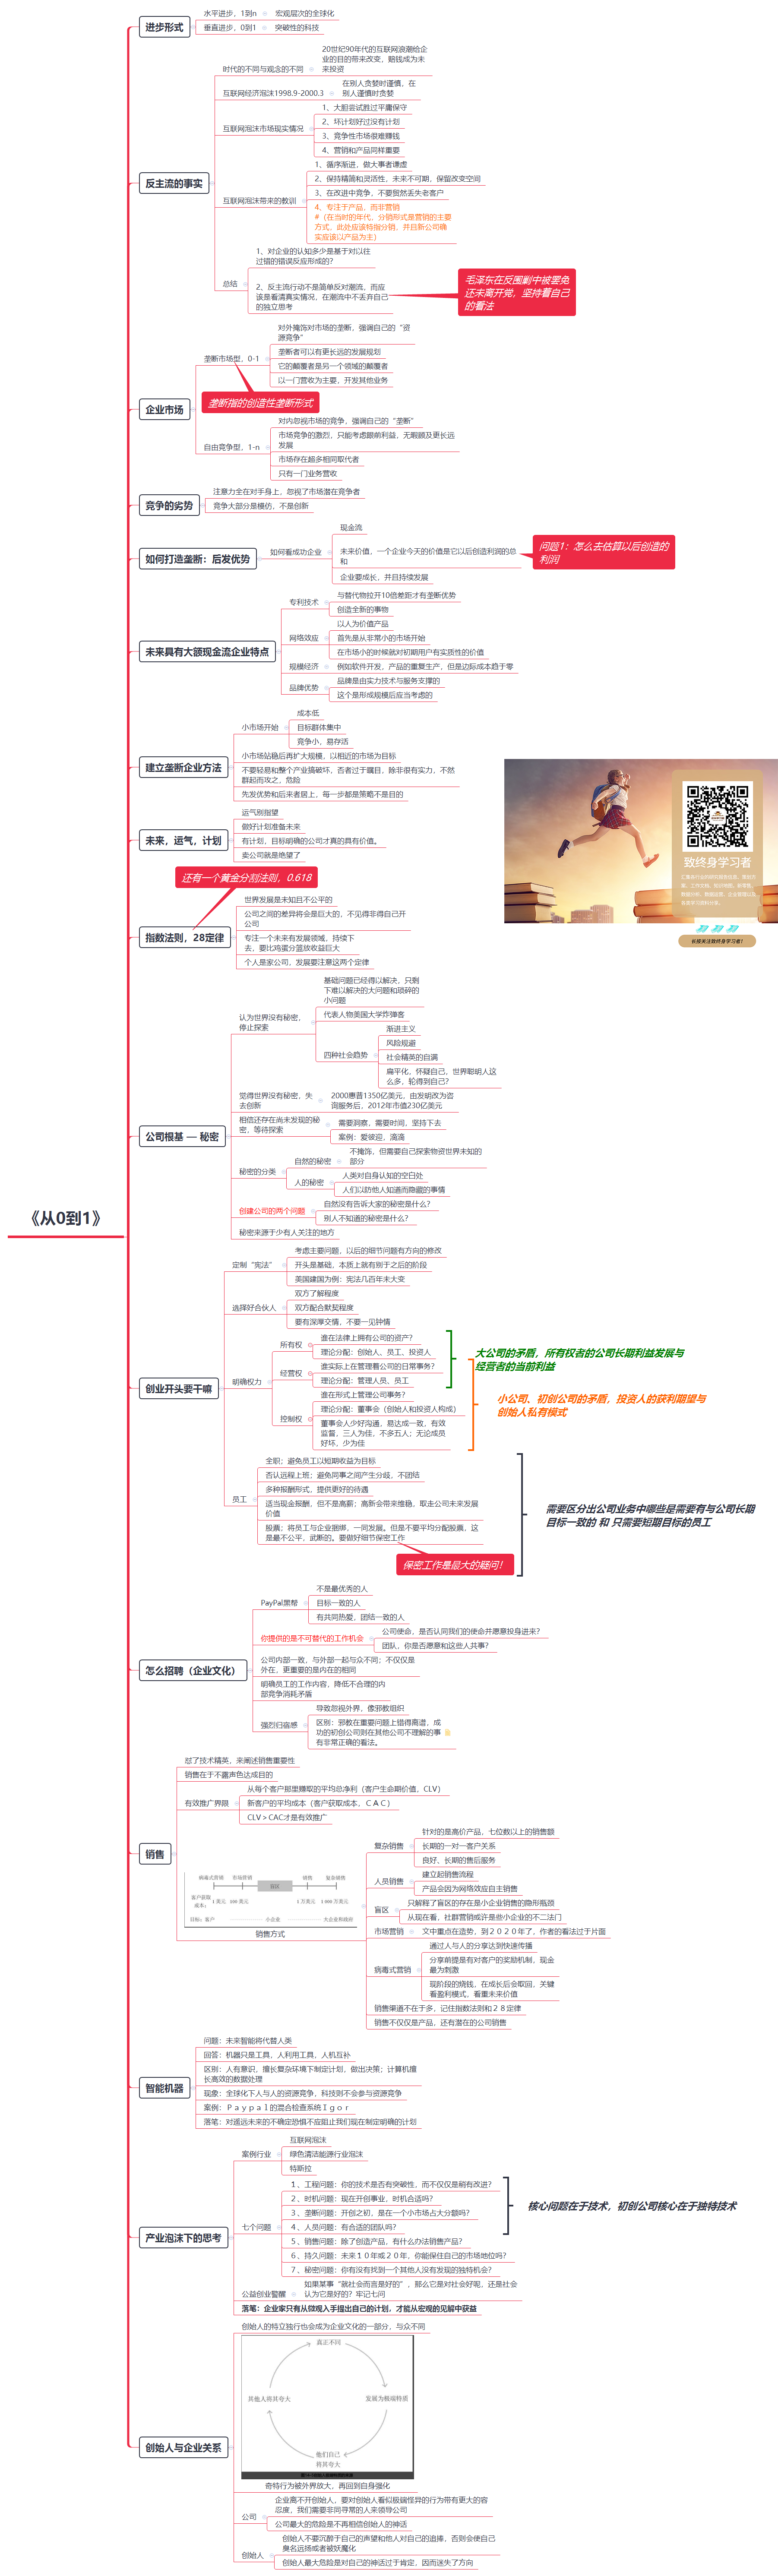 《从0到1》
进步形式
水平进步，1到n
宏观层次的全球化
垂直进步，0到1
突破性的科技
反主流的事实
时代的不同与观念的不同
20世纪90年代的互联网浪潮给企
业的目的带来改变，赔钱成为未
来投资
互联网经济泡沫1998.9-2000.3
在别人贪婪时谨慎，在
别人谨慎时贪婪
互联网泡沫市场现实情况
1、大胆尝试胜过平庸保守
2、坏计划好过没有计划
3、竞争性市场很难赚钱
4、营销和产品同样重要
互联网泡沫带来的教训
1、循序渐进，做大事者谦虚
2、保持精简和灵活性，未来不可期，保留改变空间
3、在改进中竞争，不要贸然丢失老客户
4、专注于产品，而非营销
#（在当时的年代，分销形式是营销的主要
方式，此处应该特指分销，并且新公司确
实应该以产品为主）
总结
1、对企业的认知多少是基于对以往
过错的错误反应形成的？
2、反主流行动不是简单反对潮流，而应
该是看清真实情况，在潮流中不丢弃自己
的独立思考
毛泽东在反围剿中被罢免
还未离开党，坚持着自己
的看法
企业市场
垄断市场型，0-1
对外掩饰对市场的垄断，强调自己的“资
源竞争”
垄断者可以有更长远的发展规划
它的颠覆者是另一个领域的颠覆者
以一门营收为主要，开发其他业务
垄断指的创造性垄断形式
自由竞争型，1-n
对内忽视市场的竞争，强调自己的“垄断”
市场竞争的激烈，只能考虑眼前利益，无暇顾及更长远
发展
市场存在超多相同取代者
只有一门业务营收
竞争的劣势
注意力全在对手身上，忽视了市场潜在竞争者
竞争大部分是模仿，不是创新
如何打造垄断：后发优势
如何看成功企业
现金流
未来价值，一个企业今天的价值是它以后创造利润的总
和
企业要成长，并且持续发展
问题1：怎么去估算以后创造的
利润
未来具有大额现金流企业特点
专利技术
与替代物拉开10倍差距才有垄断优势
创造全新的事物
网络效应
以人为价值产品
首先是从非常小的市场开始
在市场小的时候就对初期用户有实质性的价值
规模经济
例如软件开发，产品的重复生产，但是边际成本趋于零
品牌优势
品牌是由实力技术与服务支撑的
这个是形成规模后应当考虑的
建立垄断企业方法
小市场开始
成本低
目标群体集中
竞争小，易存活
小市场站稳后再扩大规模，以相近的市场为目标
不要轻易和整个产业搞破坏，否者过于瞩目，除非很有实力，不然
群起而攻之，危险
先发优势和后来者居上，每一步都是策略不是目的
致终身学习者
长按关注致终身学习者！
未来，运气，计划
运气别指望
做好计划准备未来
有计划，目标明确的公司才真的具有价值。
卖公司就是绝望了
还有一个黄金分割法则，0.618
指数法则，28定律
世界发展是未知且不公平的
公司之间的差异将会是巨大的，不见得非得自己开
公司
专注一个未来有发展领域，持续下
去，要比鸡蛋分篮放收益巨大
个人是家公司，发展要注意这两个定律
公司根基 — 秘密
认为世界没有秘密，
停止探索
基础问题已经得以解决，只剩
下难以解决的大问题和琐碎的
小问题
代表人物美国大学炸弹客
四种社会趋势
渐进主义
风险规避
社会精英的自满
扁平化，怀疑自己，世界聪明人这
么多，轮得到自己？
觉得世界没有秘密，失
去创新
2000惠普1350亿美元，由发明改为咨
询服务后，2012年市值230亿美元
相信还存在尚未发现的秘
密，等待探索
需要洞察，需要时间，坚持下去
案例：爱彼迎，滴滴
秘密的分类
自然的秘密
不掩饰，但需要自己探索物资世界未知的
部分
人的秘密
人类对自身认知的空白处
人们以防他人知道而隐藏的事情
创建公司的两个问题
自然没有告诉大家的秘密是什么？
别人不知道的秘密是什么？
秘密来源于少有人关注的地方
创业开头要干嘛
定制“宪法”
考虑主要问题，以后的细节问题有方向的修改
开头是基础，本质上就有别于之后的阶段
美国建国为例：宪法几百年未大变
选择好合伙人
双方了解程度
双方配合默契程度
要有深厚交情，不要一见钟情
明确权力
所有权
谁在法律上拥有公司的资产？
理论分配：创始人、员工、投资人
经营权
谁实际上在管理着公司的日常事务？
理论分配：管理人员、员工
控制权
谁在形式上管理公司事务？
理论分配：董事会（创始人和投资人构成）
董事会人少好沟通，易达成一致，有效
监督，三人为佳，不多五人；无论成员
好坏，少为佳
大公司的矛盾，所有权者的公司长期利益发展与
经营者的当前利益
小公司、初创公司的矛盾，投资人的获利期望与
创始人私有模式
员工
全职；避免员工以短期收益为目标
否认远程上班；避免同事之间产生分歧，不团结
多种报酬形式，提供更好的待遇
适当现金报酬，但不是高薪；高薪会带来维稳，取走公司未来发展
价值
股票；将员工与企业捆绑，一同发展。但是不要平均分配股票，这
是最不公平，武断的。要做好细节保密工作
需要区分出公司业务中哪些是需要有与公司长期
目标一致的 和 只需要短期目标的员工
保密工作是最大的疑问！
怎么招聘（企业文化）
PayPal黑帮
不是最优秀的人
目标一致的人
有共同热爱，团结一致的人
你提供的是不可替代的工作机会
公司使命，是否认同我们的使命并愿意投身进来？
团队，你是否愿意和这些人共事？
公司内部一致，与外部一起与众不同；不仅仅是
外在，更重要的是内在的相同
明确员工的工作内容，降低不合理的内
部竞争消耗矛盾
强烈归宿感
导致忽视外界，像邪教组织
区别：邪教在重要问题上错得离谱，成
功的初创公司则在其他公司不理解的事
有非常正确的看法。
销售
怼了技术精英，来阐述销售重要性
销售在于不露声色达成目的
有效推广界限
从每个客户那里赚取的平均总净利（客户生命期价值，CLV）
新客户的平均成本（客户获取成本，ＣＡＣ）
CLV＞CAC才是有效推广
病毒式营销 市场营销 盲区 销售 复杂销售
客户获取
成本： 1 美元 100 美元 1 万美元 1 000 万美元
目标：客户 小企业 大企业和政府
销售方式
复杂销售
针对的是高价产品，七位数以上的销售额
长期的一对一客户关系
良好、长期的售后服务
人员销售
建立起销售流程
产品会因为网络效应自主销售
盲区
只解释了盲区的存在是小企业销售的隐形瓶颈
从现在看，社群营销或许是些小企业的不二法门
市场营销
文中重点在造势，到２０２０年了，作者的看法过于片面
病毒式营销
通过人与人的分享达到快速传播
分享前提是有对客户的奖励机制，现金
最为刺激
现阶段的烧钱，在成长后会取回，关键
看盈利模式，看重未来价值
销售渠道不在于多，记住指数法则和２８定律
销售不仅仅是产品，还有潜在的公司销售
智能机器
问题：未来智能将代替人类
回答：机器只是工具，人利用工具，人机互补
区别：人有意识，擅长复杂环境下制定计划，做出决策；计算机擅
长高效的数据处理
现象：全球化下人与人的资源竞争，科技则不会参与资源竞争
案例：Ｐａｙｐａｌ的混合检查系统Ｉｇｏｒ
落笔：对遥远未来的不确定恐惧不应阻止我们现在制定明确的计划
产业泡沫下的思考
案例行业
互联网泡沫
绿色清洁能源行业泡沫
特斯拉
七个问题
１、工程问题：你的技术是否有突破性，而不仅仅是稍有改进？
２、时机问题：现在开创事业，时机合适吗？
３、垄断问题：开创之初，是在一个小市场占大分额吗？
４、人员问题：有合适的团队吗？
５、销售问题：除了创造产品，有什么办法销售产品？
６、持久问题：未来１０年或２０年，你能保住自己的市场地位吗？
７、秘密问题：你有没有找到一个其他人没有发现的独特机会？
核心问题在于技术，初创公司核心在于独特技术
公益创业警醒
如果某事“就社会而言是好的”，那么它是对社会好呢，还是社会
认为它是好的？牢记七问
落笔：企业家只有从微观入手提出自己的计划，才能从宏观的见解中获益
创始人与企业关系
创始人的特立独行也会成为企业文化的一部分，与众不同
真正不同
其他人将其夸大
发展为极端特质
他们自己
将其夸大
奇特行为被外界放大，再回到自身强化
公司
企业离不开创始人，要对创始人看似极端怪异的行为带有更大的容
忍度，我们需要非同寻常的人来领导公司
公司最大的危险是不再相信创始人的神话
创始人
创始人不要沉醉于自己的声望和他人对自己的追捧，否则会使自己
臭名远扬或者被妖魔化
创始人最大危险是对自己的神话过于肯定，因而迷失了方向